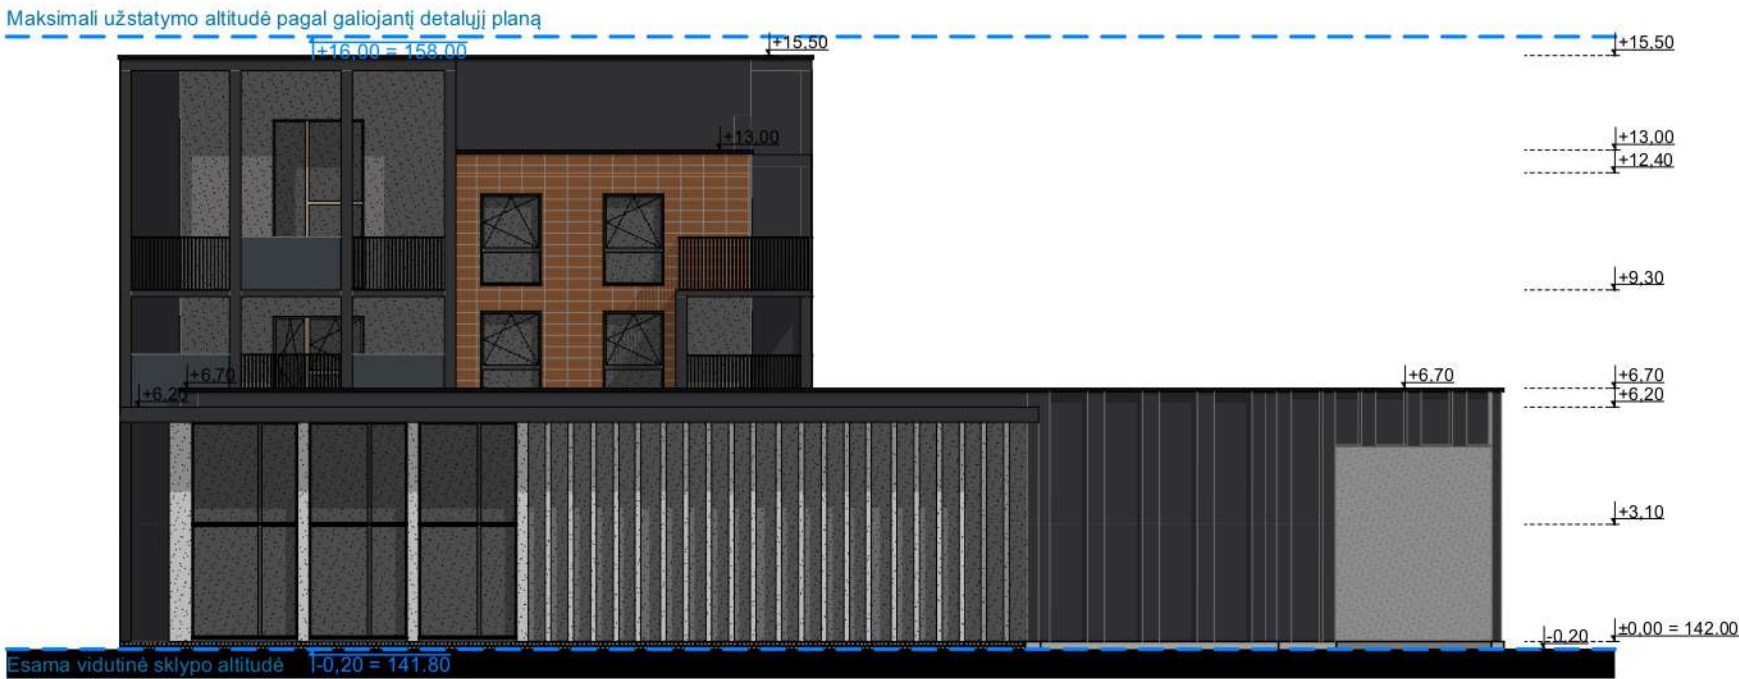 Maksimali užstatymo altitudė pagal galiojantį detalųjį planą
+16,00 = 158.00
+15,50
+15,50
+13,00
+13,00
+12,40
+9,30
+6,70
+6,70
+6,70
+6,20
+6,20
+3,10
-0,20
±0,00 = 142.00
Esama vidutinė sklypo altitudė
-0,20 = 141.80